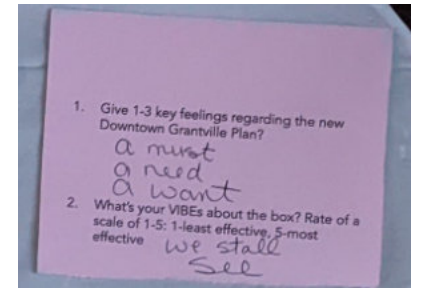 1. Give 1-3 key feelings regarding the new
Downtown Grantville Plan?
a must
a need
a want
2. What's your VIBEs about the box? Rate of a
scale of 1-5: 1-least effective, 5-most
effective we stall
See